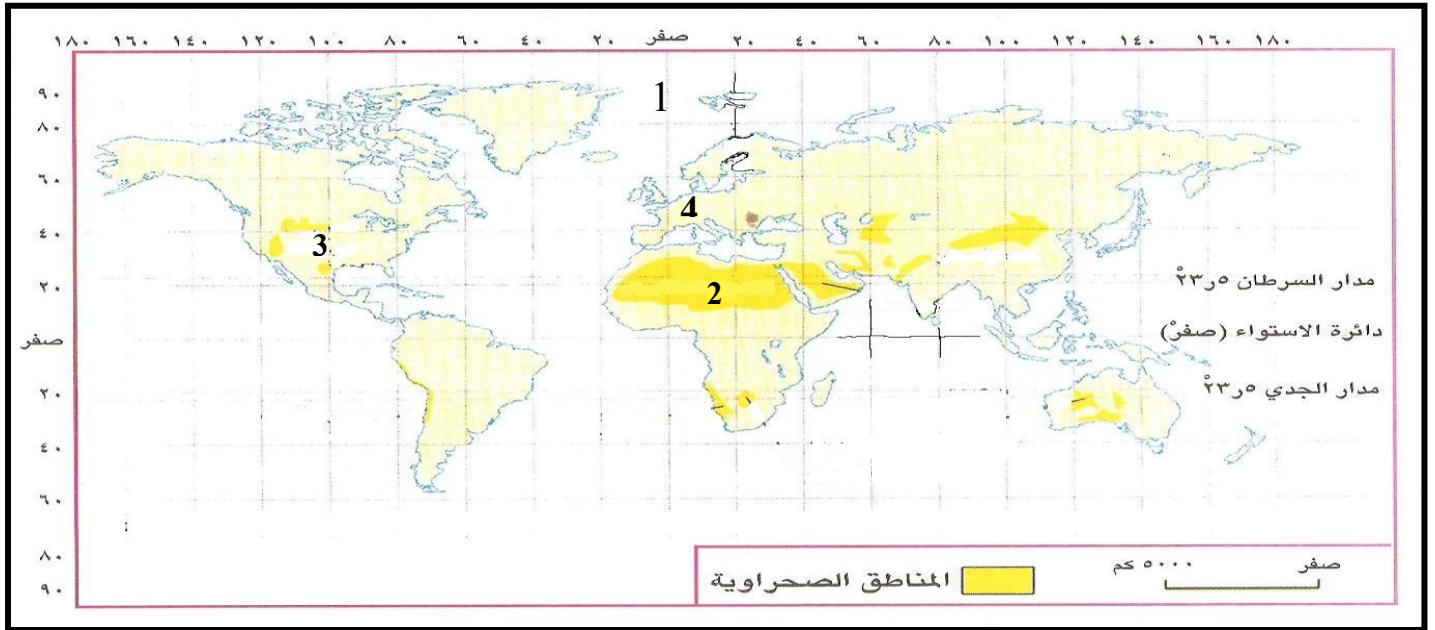 ١٨٠ ١٦٠ ١٤٠ ١٢٠ ١٠٠ ٨٠ ٦٠ ٤٠ ٢٠ صفر ٢٠ ٤٠ ٦٠ ٨٠ ١٠٠ ١٢٠ ١٤٠ ١٦٠ ١٨٠
٩٠
1
٨٠
٦٠
4
٤٠
3
٢٠
2
مدار السرطان ٥ر٢٣°
دائرة الاستواء (صفر°)
صفر
مدار الجدي ٥ر٢٣°
٢٠
٤٠
٦٠
٨٠
٩٠
صفر ٥٠٠٠ كم
المناطق الصحراوية